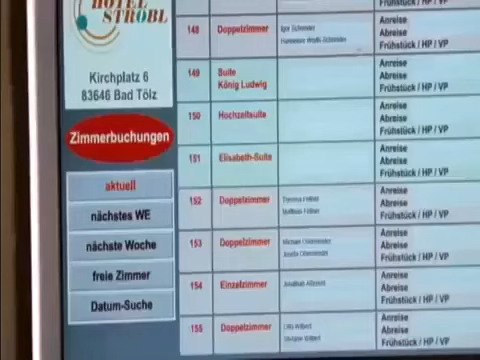 HOTEL
STRÖBL
Kirchplatz 6
83646 Bad Tölz
Zimmerbuchungen
aktuell
nächstes WE
nächste Woche
freie Zimmer
Datum-Suche
Frühstück / HP / VP
148 Doppelzimmer Anreise
Abreise
Frühstück / HP / VP
149 Suite
König Ludwig Anreise
Abreise
Frühstück / HP / VP
150 Hochzeitsuite Anreise
Abreise
Frühstück / HP / VP
151 Elisabeth-Suite Anreise
Abreise
Frühstück / HP / VP
152 Doppelzimmer Anreise
Abreise
Frühstück / HP / VP
153 Doppelzimmer Anreise
Abreise
Frühstück / HP / VP
154 Einzelzimmer Anreise
Abreise
Frühstück / HP / VP
155 Doppelzimmer Anreise
Abreise
Frühstück / HP / VP